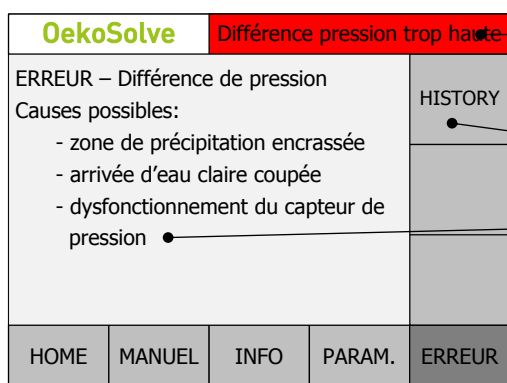 OekoSolve
Différence pression trop haute
ERREUR – Différence de pression
Causes possibles:
- zone de précipitation encrassée
- arrivée d'eau claire coupée
- dysfonctionnement du capteur de
pression
HISTORY
HOME MANUEL INFO PARAM. ERREUR